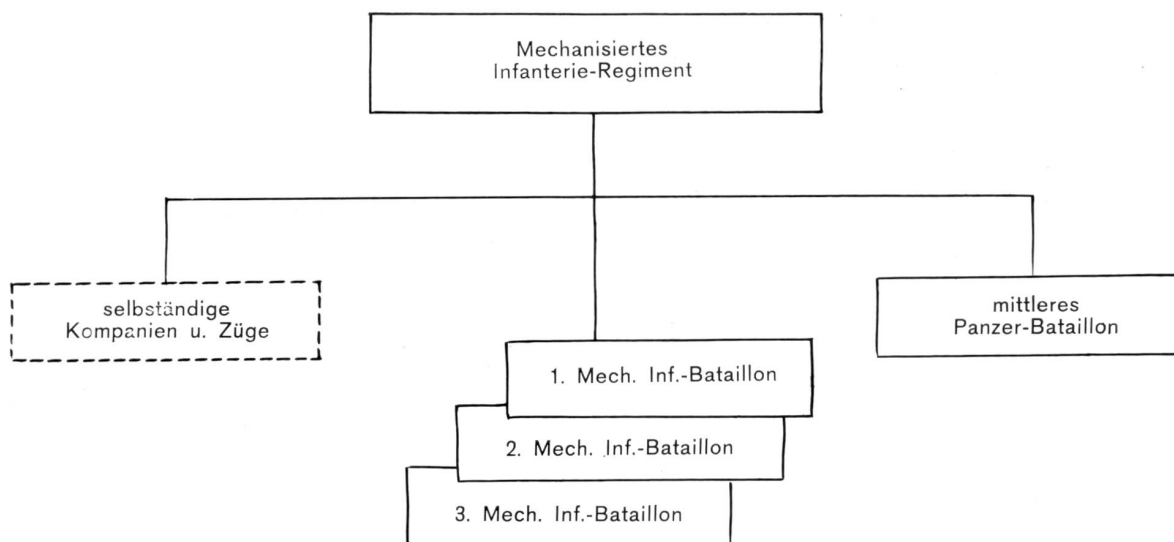 Mechanisiertes
Infanterie-Regiment
selbständige
Kompanien u. Züge
mittleres
Panzer-Bataillon
1. Mech. Inf.-Bataillon
2. Mech. Inf.-Bataillon
3. Mech. Inf.-Bataillon